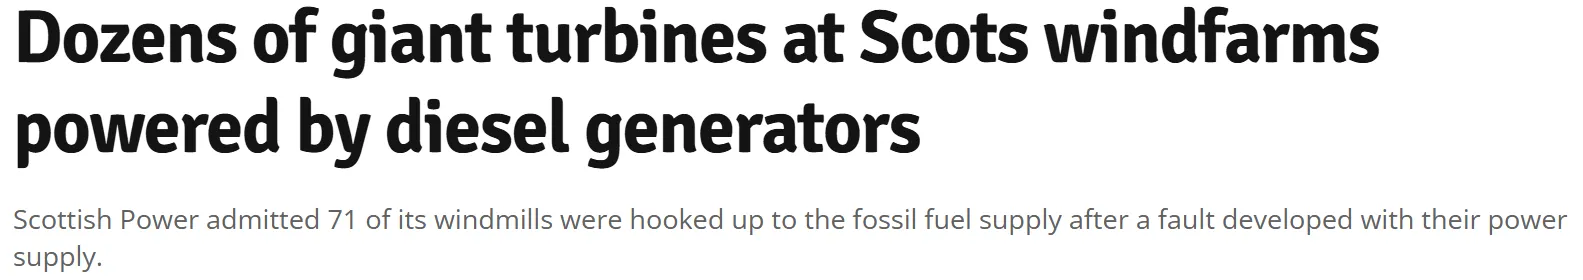 Dozens of giant turbines at Scots windfarms
powered by diesel generators
Scottish Power admitted 71 of its windmills were hooked up to the fossil fuel supply after a fault developed with their power
supply.